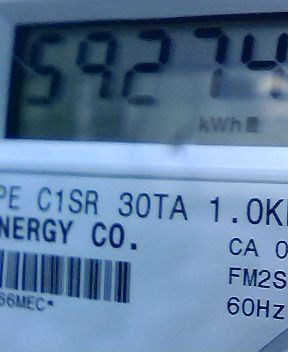 59274
kWh
PE C1SR 30TA 1.0K
NERGY CO.
CA 0
FM2S
60Hz
S6MEC*